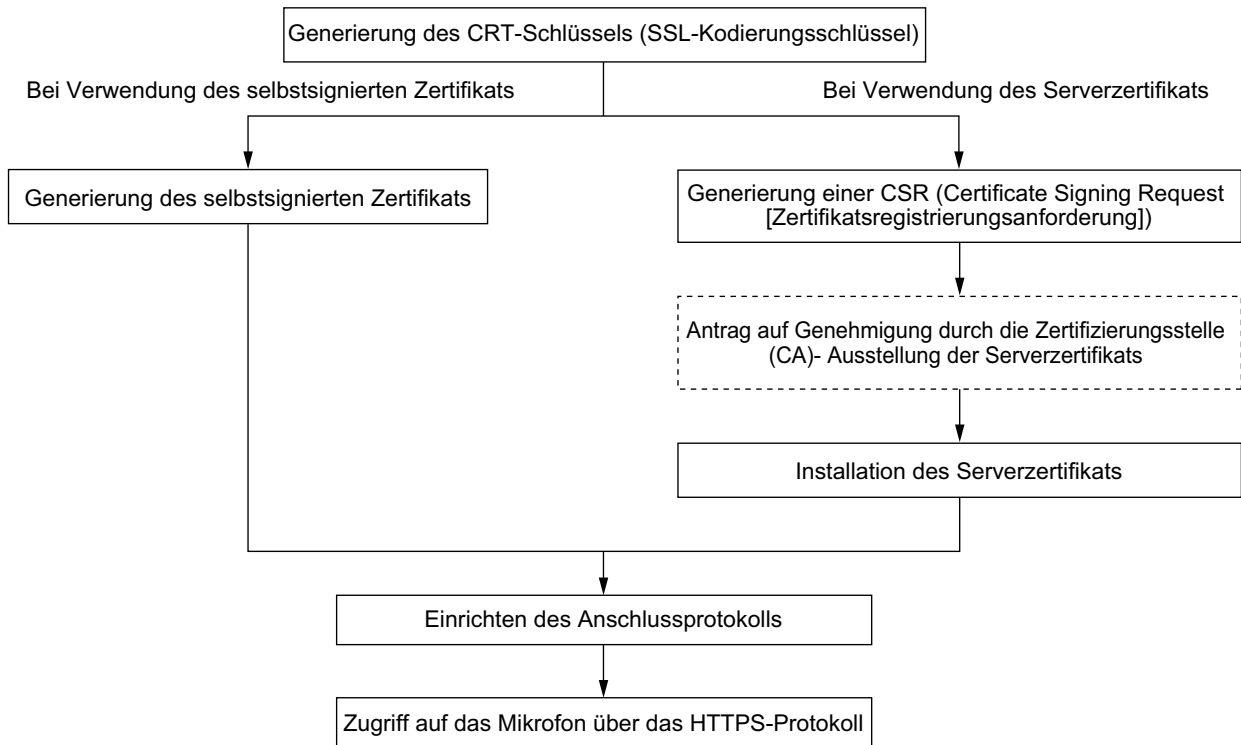 Generierung des CRT-Schlüssels (SSL-Kodierungsschlüssel)
Bei Verwendung des selbstsignierten Zertifikats
Bei Verwendung des Serverzertifikats
Generierung des selbstsignierten Zertifikats
Generierung einer CSR (Certificate Signing Request
[Zertifikatsregistrierungsanforderung])
Antrag auf Genehmigung durch die Zertifizierungsstelle
(CA)- Ausstellung der Serverzertifikats
Installation des Serverzertifikats
Einrichten des Anschlussprotokolls
Zugriff auf das Mikrofon über das HTTPS-Protokoll